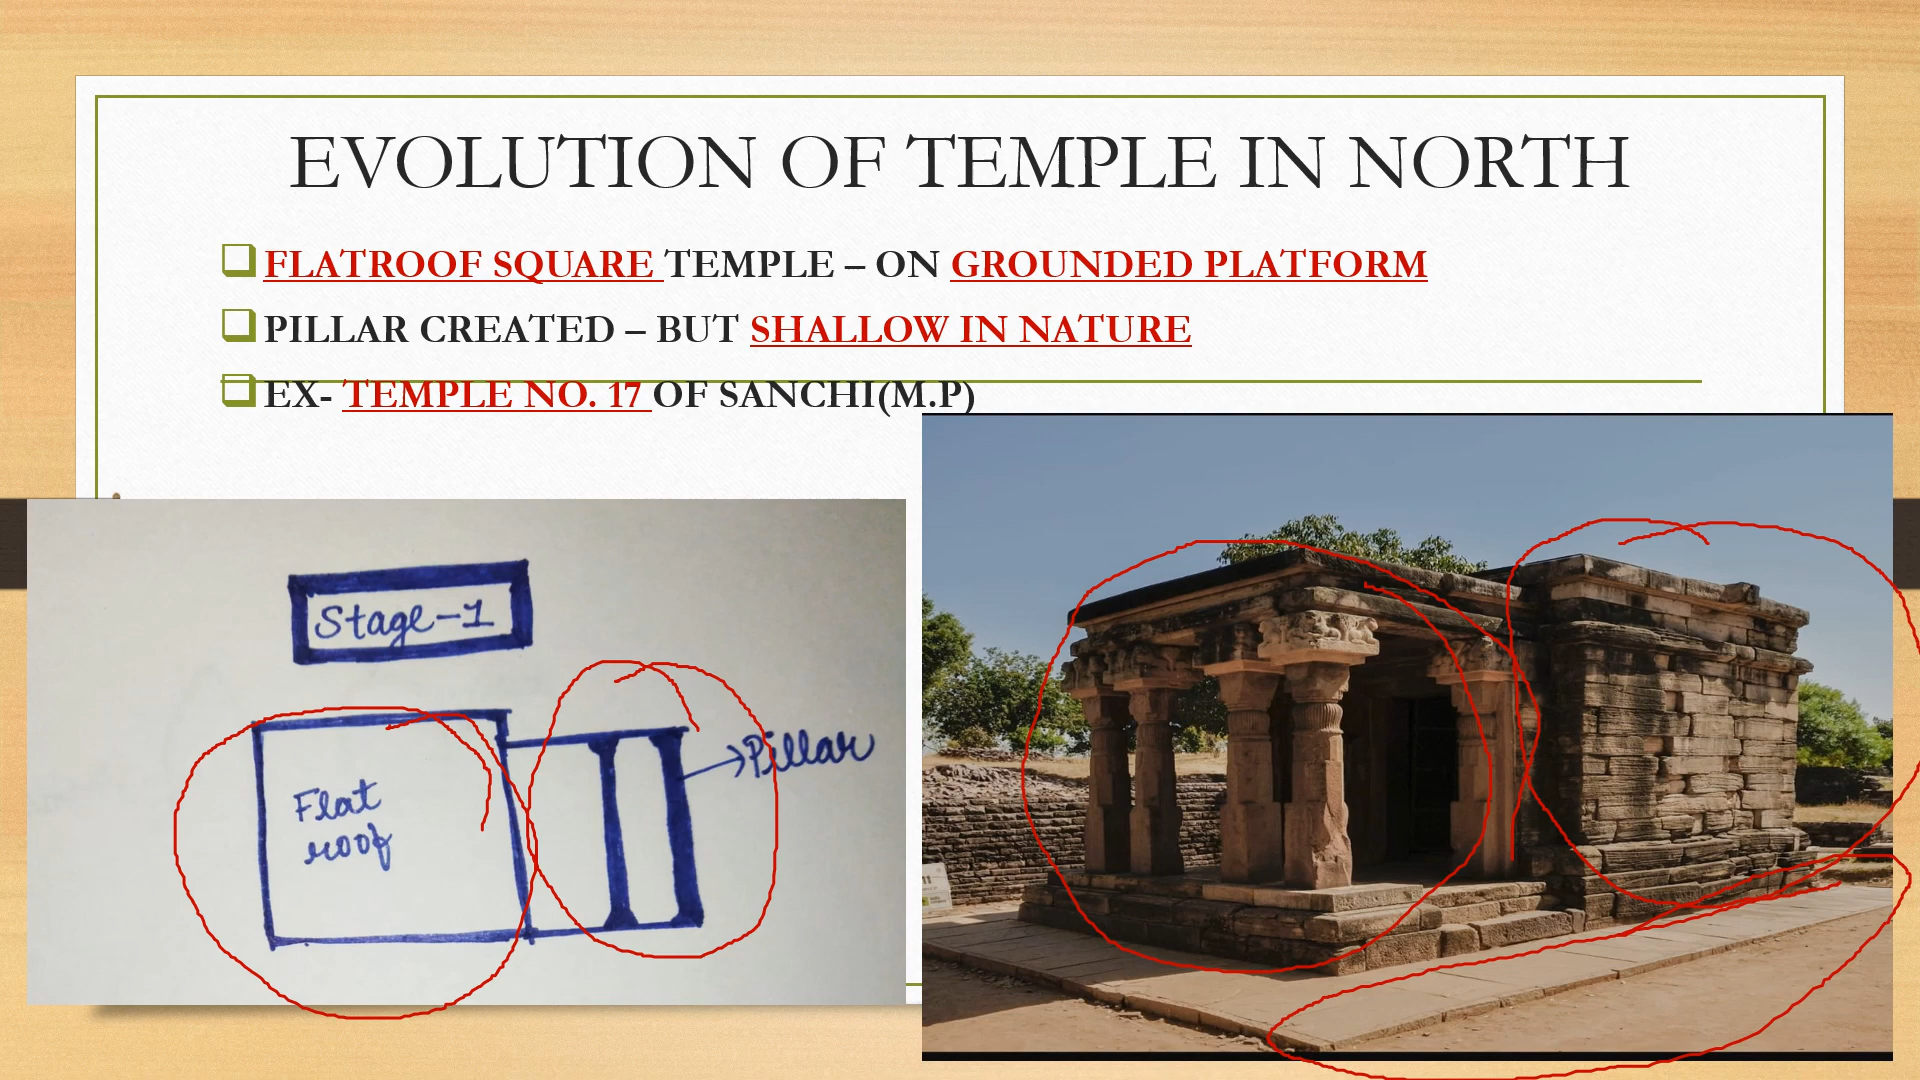 EVOLUTION OF TEMPLE IN NORTH
FLATROOF SQUARE TEMPLE – ON GROUNDED PLATFORM
PILLAR CREATED – BUT SHALLOW IN NATURE
EX- TEMPLE NO. 17 OF SANCHI(M.P)
Stage-1
Pillar
Flat
roof